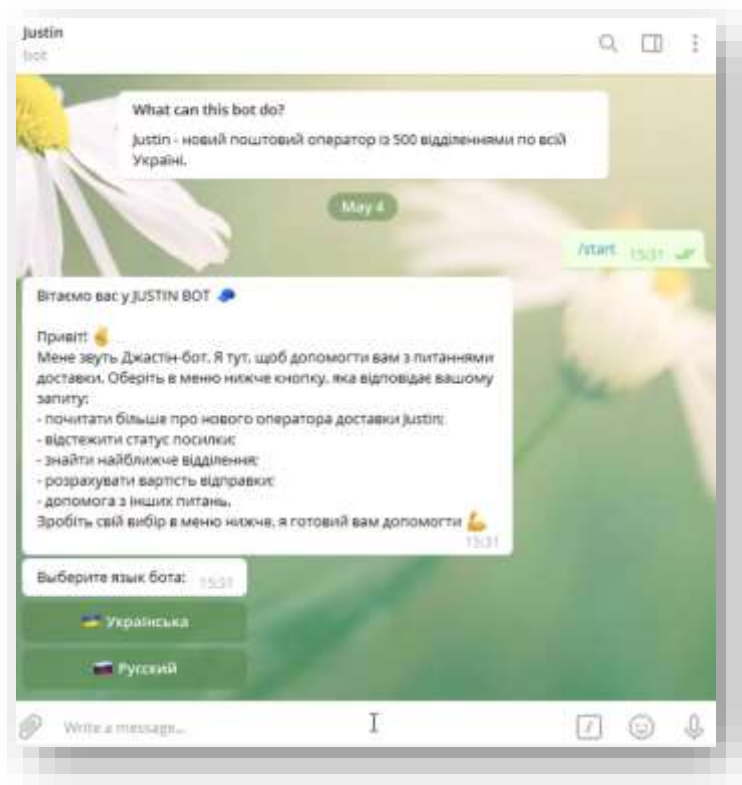 Justin
bot
What can this bot do?
Justin - новий поштовий оператор із 500 відділеннями по всій
Україні.
May 4
/start 15:31
Вітаємо вас у JUSTIN BOT
Привіт!
Мене звуть Джастін-бот. Я тут, щоб допомогти вам з питаннями
доставки. Оберіть в меню нижче кнопку, яка відповідає вашому
запиту:
- почитати більше про нового оператора доставки Justin;
- відстежити статус посилки;
- знайти найближче відділення;
- розрахувати вартість відправки;
- допомога з інших питань.
Зробіть свій вибір в меню нижче, я готовий вам допомогти
15:31
Выберите язык бота: 15:31
Українська
Русский
Write a message...